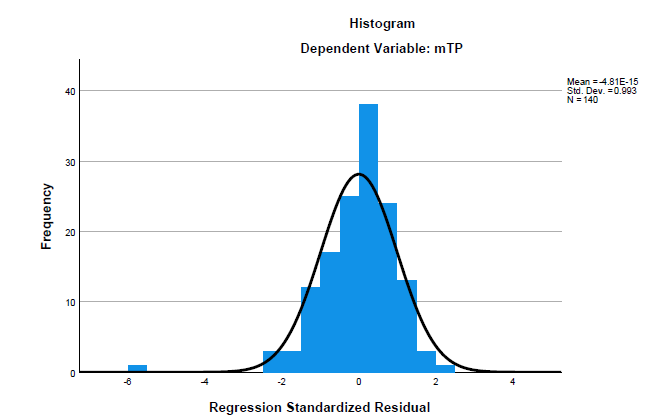 Histogram
Dependent Variable: mTP
Mean = -4.81E-15
Std. Dev. = 0.993
N = 140
40
30
20
10
0
Frequency
-6 -4 -2 0 2 4
Regression Standardized Residual